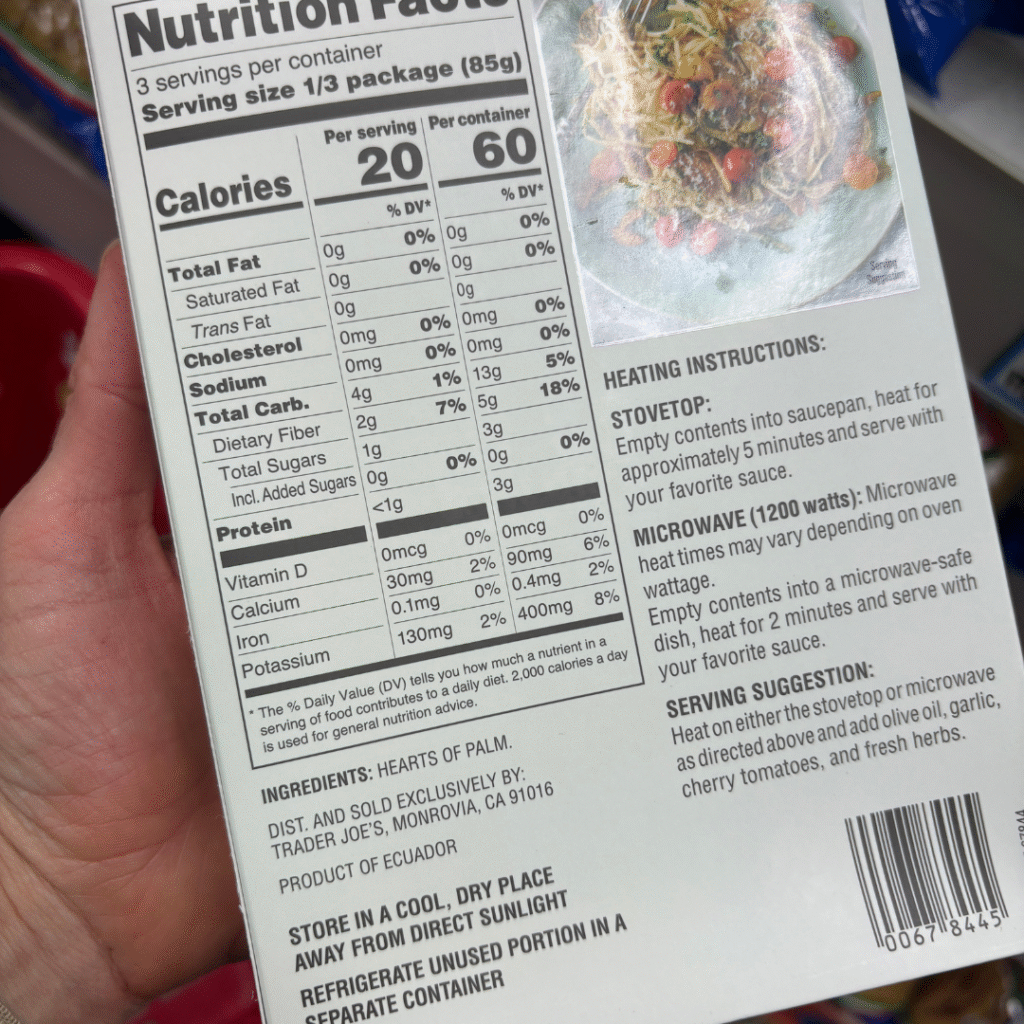 Nutrition Facts
3 servings per container
Serving size 1/3 package (85g)
Per serving Per container
Calories 20 60
% DV* % DV*
Total Fat 0g 0% 0g 0%
Saturated Fat 0g 0% 0g 0%
Trans Fat 0g 0g
Cholesterol 0mg 0% 0mg 0%
Sodium 0mg 0% 0mg 0%
Total Carb. 4g 1% 13g 5%
Dietary Fiber 2g 7% 5g 18%
Total Sugars 1g 3g
Incl. Added Sugars 0g 0% 0g 0%
Protein <1g 3g
Vitamin D 0mcg 0% 0mcg 0%
Calcium 30mg 2% 90mg 6%
Iron 0.1mg 0% 0.4mg 2%
Potassium 130mg 2% 400mg 8%
* The % Daily Value (DV) tells you how much a nutrient in a
serving of food contributes to a daily diet. 2,000 calories a day
is used for general nutrition advice.
INGREDIENTS: HEARTS OF PALM.
DIST. AND SOLD EXCLUSIVELY BY:
TRADER JOE'S, MONROVIA, CA 91016
PRODUCT OF ECUADOR
STORE IN A COOL, DRY PLACE
AWAY FROM DIRECT SUNLIGHT
REFRIGERATE UNUSED PORTION IN A
SEPARATE CONTAINER
Serving
Suggestion
HEATING INSTRUCTIONS:
STOVETOP:
Empty contents into saucepan, heat for
approximately 5 minutes and serve with
your favorite sauce.
MICROWAVE (1200 watts): Microwave
heat times may vary depending on oven
wattage.
Empty contents into a microwave-safe
dish, heat for 2 minutes and serve with
your favorite sauce.
SERVING SUGGESTION:
Heat on either the stovetop or microwave
as directed above and add olive oil, garlic,
cherry tomatoes, and fresh herbs.
0067 8445